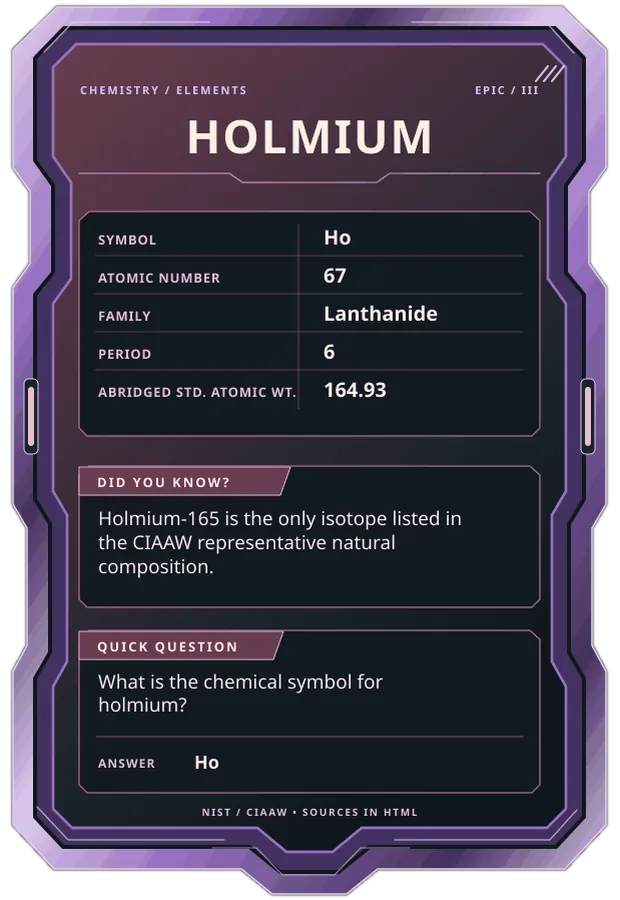 CHEMISTRY / ELEMENTS
EPIC / III
HOLMIUM
SYMBOL Ho
ATOMIC NUMBER 67
FAMILY Lanthanide
PERIOD 6
ABRIDGED STD. ATOMIC WT. 164.93
DID YOU KNOW?
Holmium-165 is the only isotope listed in
the CIAAW representative natural
composition.
QUICK QUESTION
What is the chemical symbol for
holmium?
ANSWER Ho
NIST / CIAAW • SOURCES IN HTML